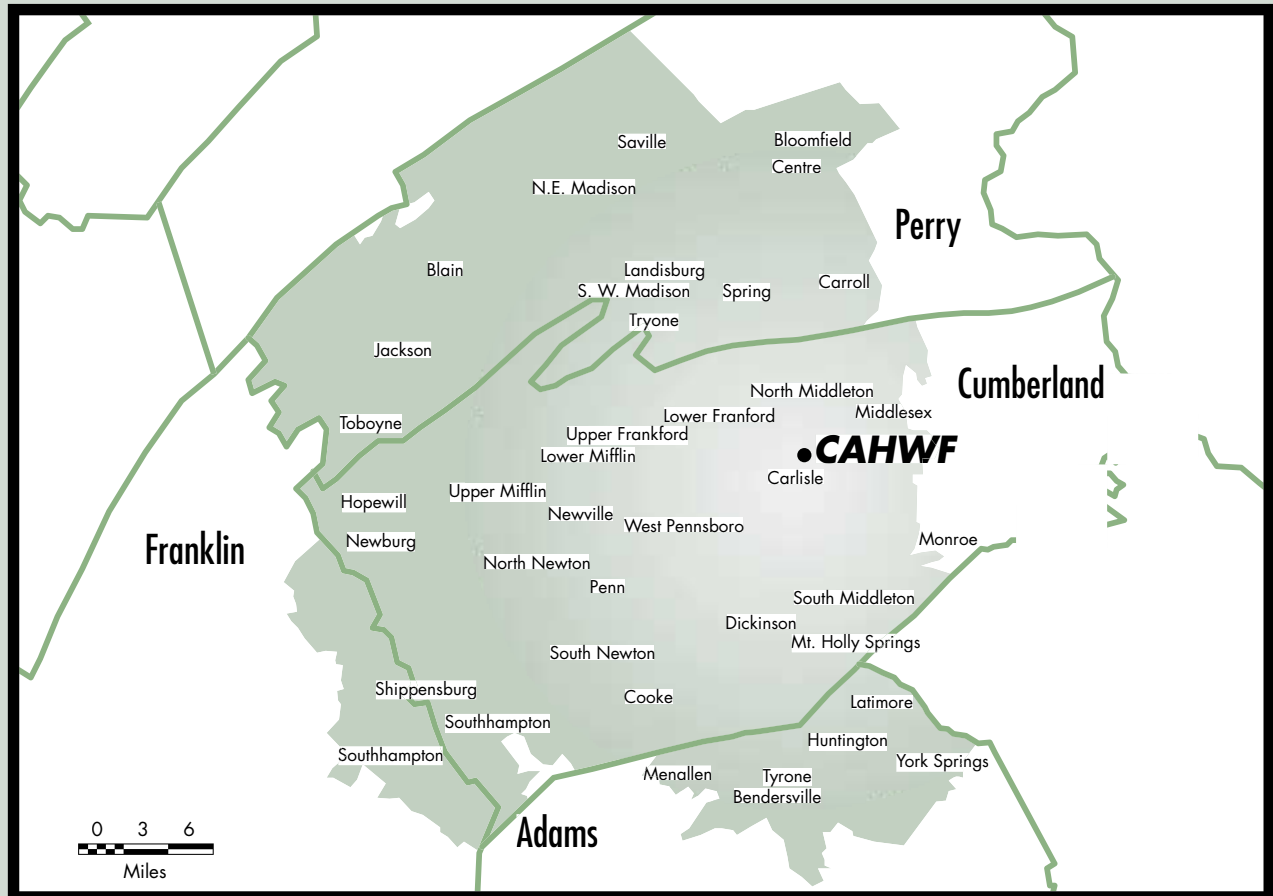 Saville
Bloomfield
Centre
N.E. Madison
Perry
Blain
Landisburg
S. W. Madison
Spring
Carroll
Tryone
Jackson
Cumberland
North Middleton
Middlesex
Lower Franford
Toboyne
Upper Frankford
Lower Mifflin
CAHWF
Carlisle
Upper Mifflin
Hopewill
Newville
West Pennsboro
Newburg
Monroe
Franklin
North Newton
Penn
South Middleton
Dickinson
Mt. Holly Springs
South Newton
Shippensburg
Cooke
Latimore
Southhampton
Huntington
Southhampton
York Springs
Menallen
Tyrone
Bendersville
Adams
0 3 6
Miles